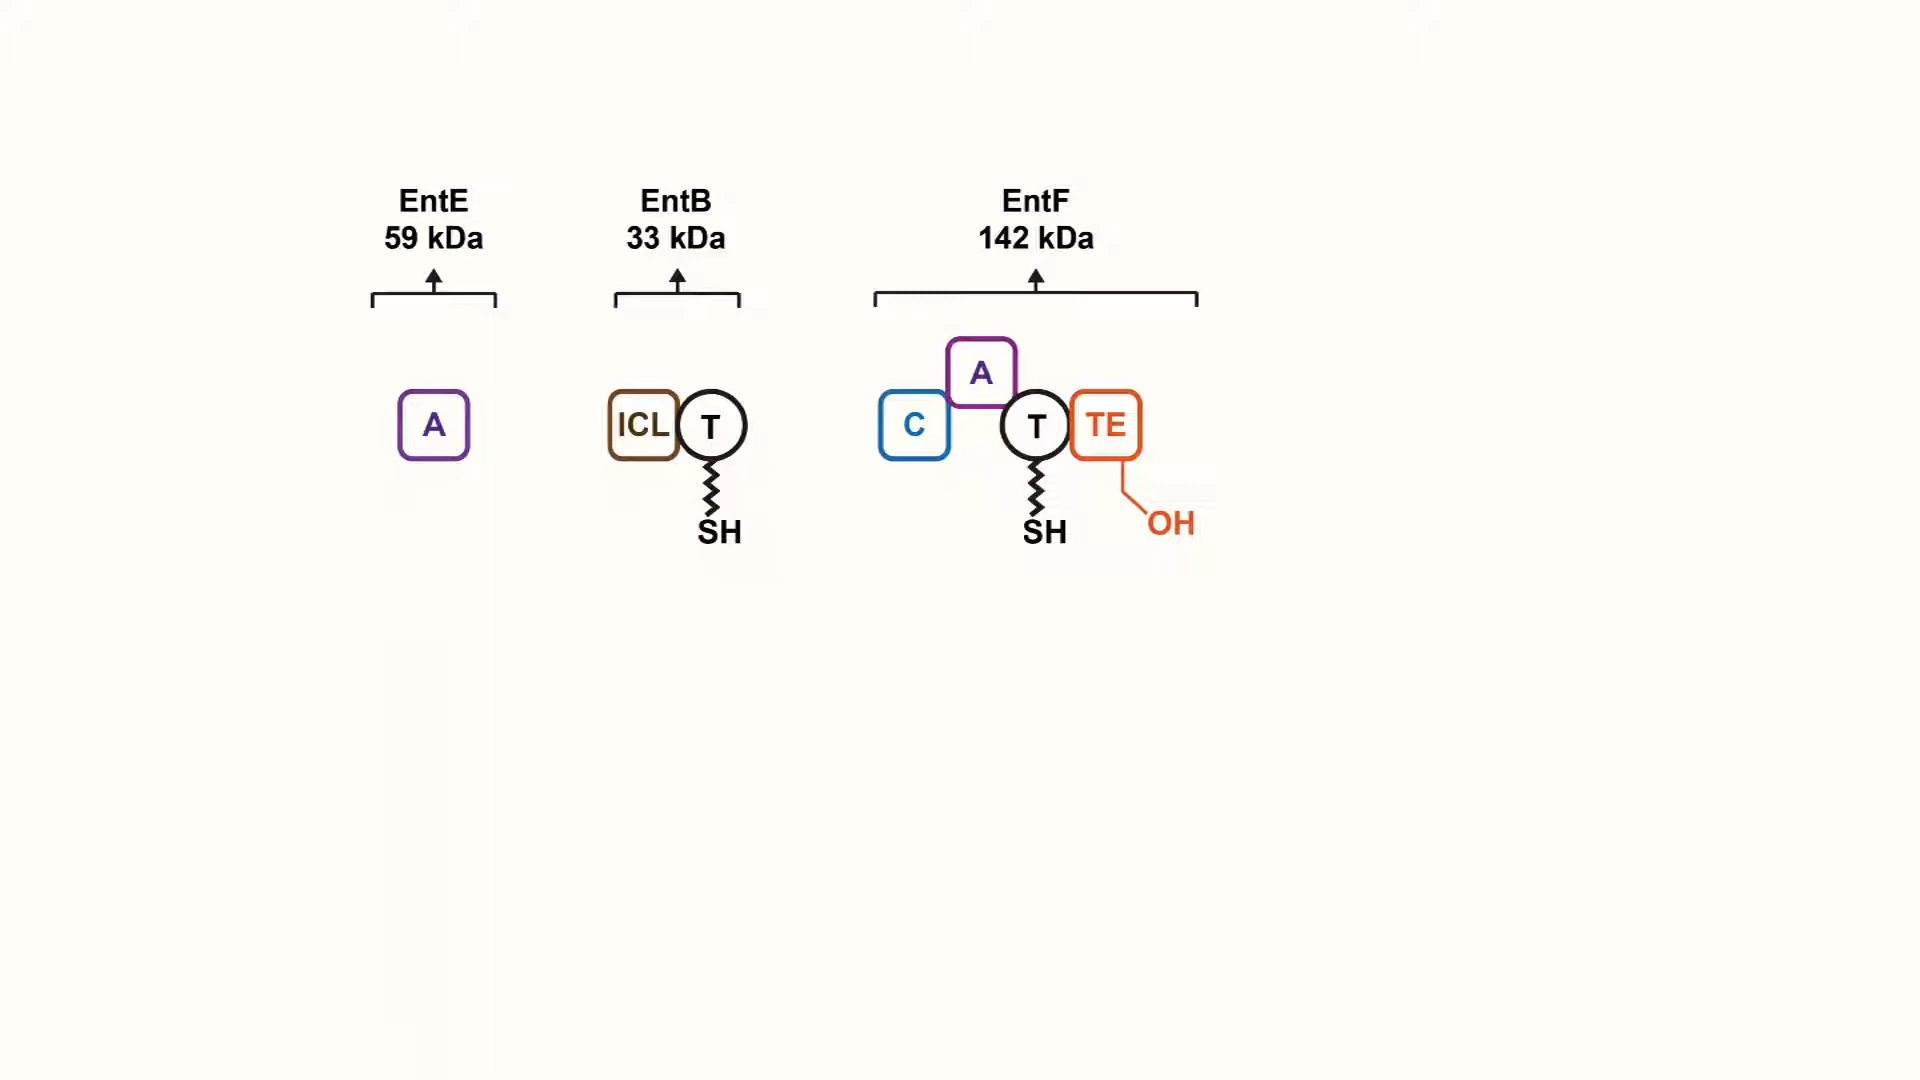 EntE
59 kDa
EntB
33 kDa
EntF
142 kDa
A
ICL
T
SH
A
C
T
TE
SH
OH